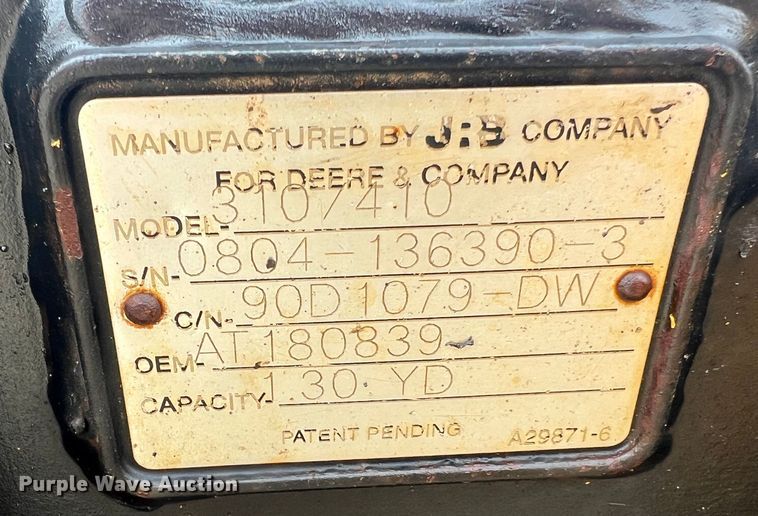 MANUFACTURED BY JRB COMPANY
FOR DEERE & COMPANY
MODEL- 3107410
S/N- 0804-136390-3
C/N- 90D1079-DW
OEM- AT180839
CAPACITY- 1.30 YD
PATENT PENDING A29871-6
Purple Wave Auction